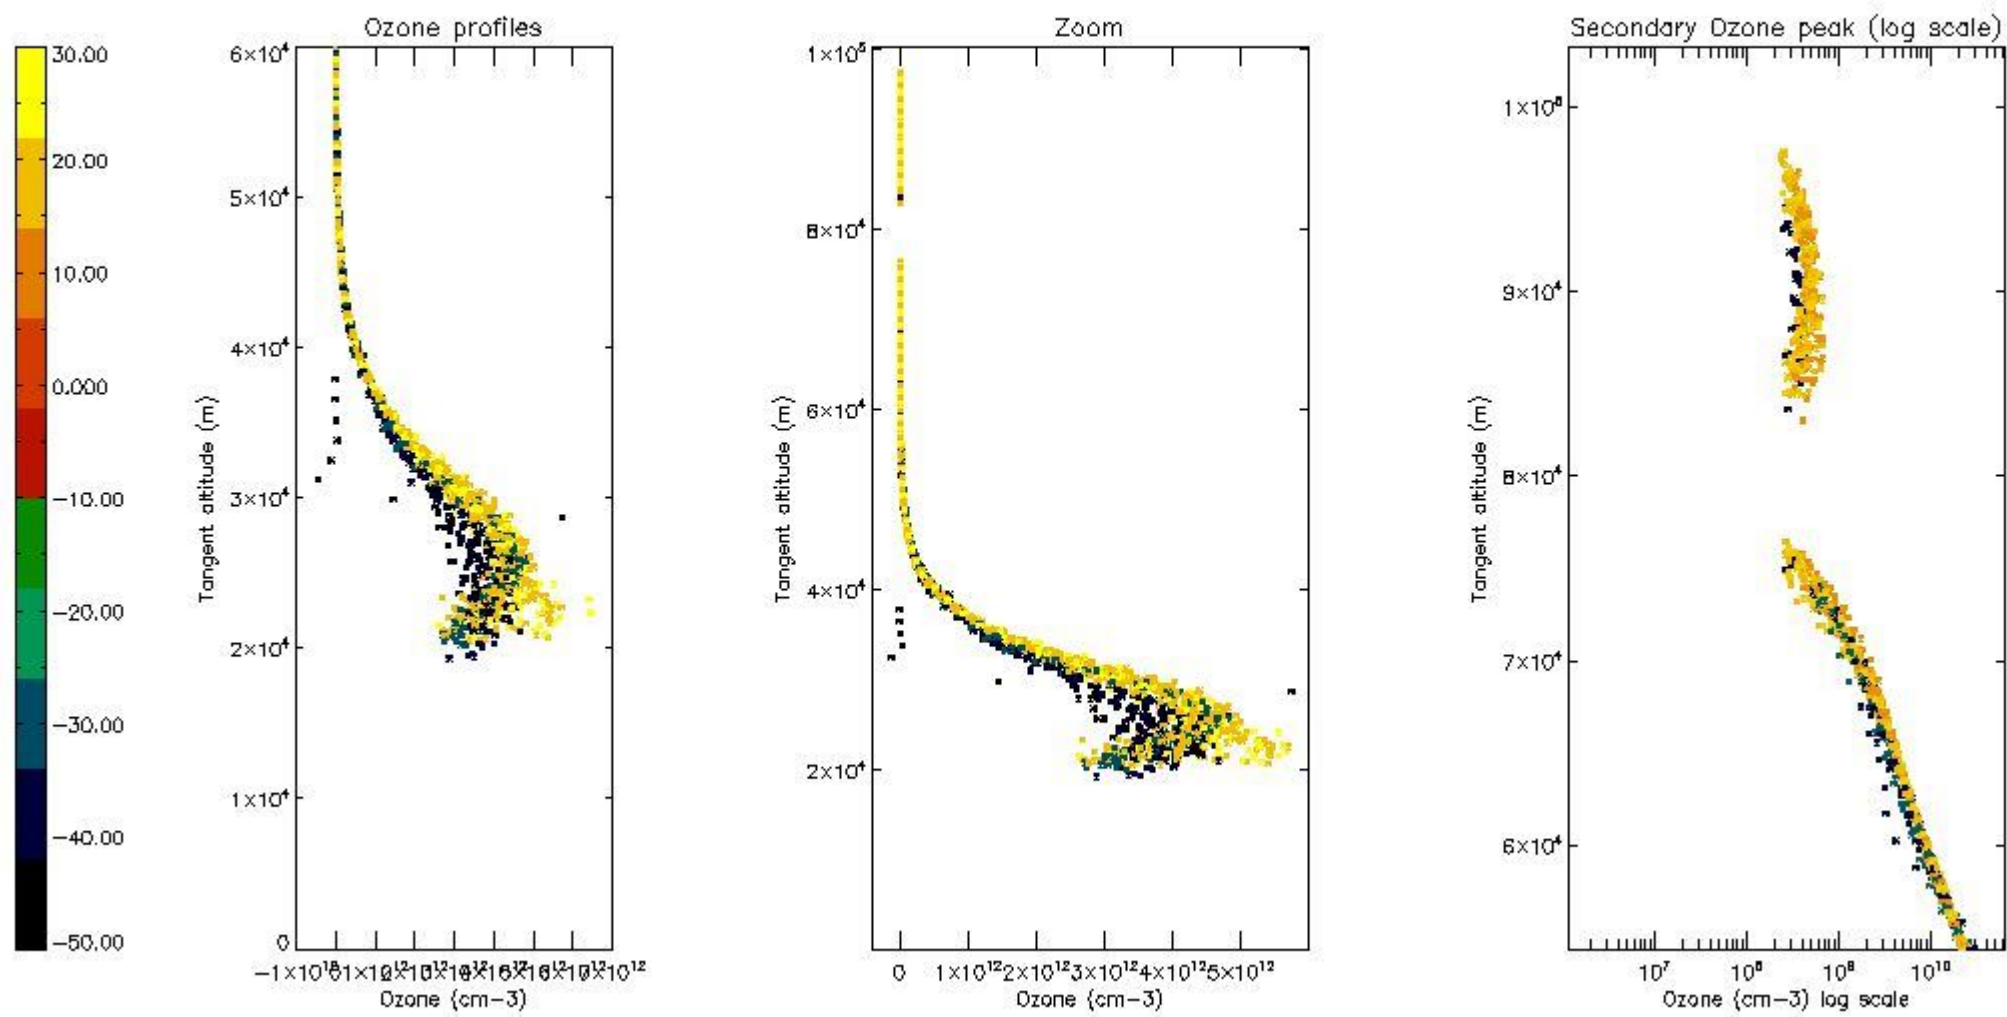 Ozone profiles
Zoom
Secondary Ozone peak (log scale)
30.00
20.00
10.00
0.000
-10.00
-20.00
-30.00
-40.00
-50.00
6×10⁴
5×10⁴
4×10⁴
3×10⁴
2×10⁴
1×10⁴
0
Tangent altitude (m)
Ozone (cm-3)
1×10⁵
8×10⁴
6×10⁴
4×10⁴
2×10⁴
Tangent altitude (m)
0 1×10¹² 2×10¹² 3×10¹² 4×10¹² 5×10¹²
Ozone (cm-3)
9×10⁴
8×10⁴
7×10⁴
6×10⁴
Tangent altitude (m)
10⁷ 10⁸ 10⁹ 10¹⁰
Ozone (cm-3) log scale